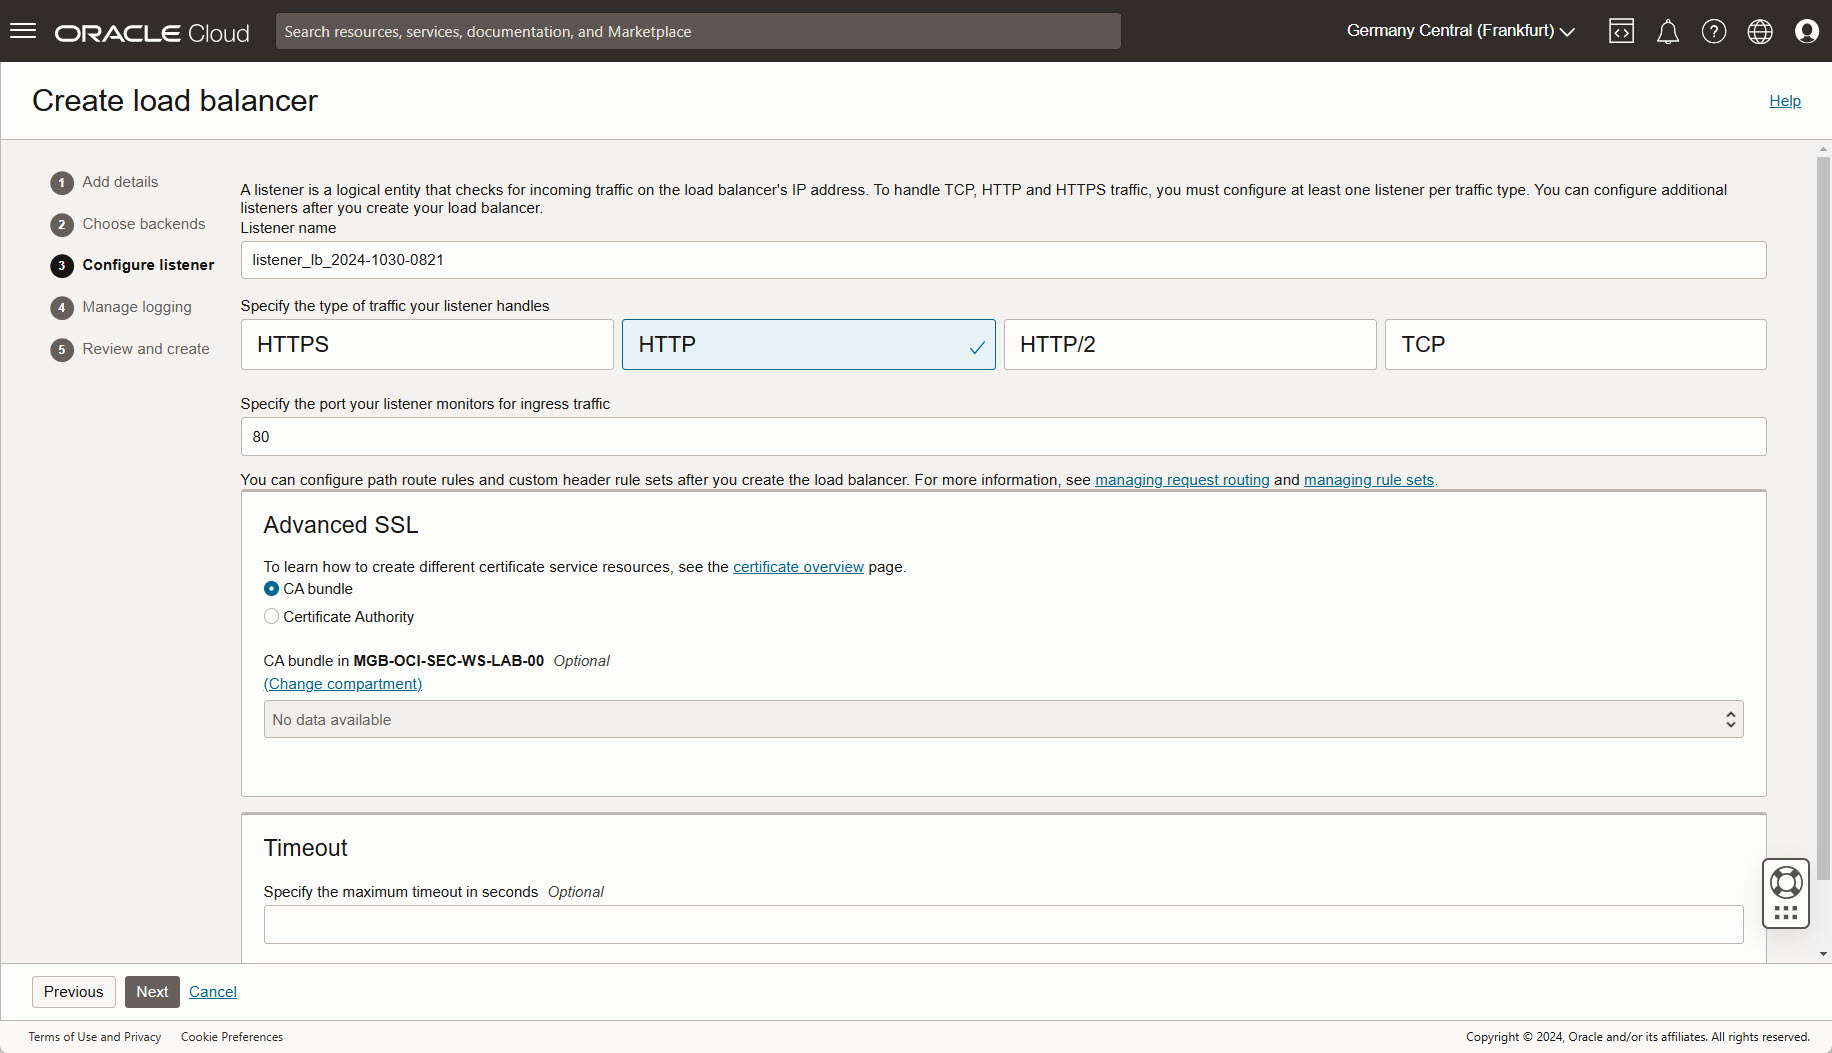 ORACLE Cloud
Search resources, services, documentation, and Marketplace
Germany Central (Frankfurt)
Create load balancer
Help
1 Add details
2 Choose backends
3 Configure listener
4 Manage logging
5 Review and create
A listener is a logical entity that checks for incoming traffic on the load balancer's IP address. To handle TCP, HTTP and HTTPS traffic, you must configure at least one listener per traffic type. You can configure additional
listeners after you create your load balancer.
Listener name
listener_lb_2024-1030-0821
Specify the type of traffic your listener handles
HTTPS
HTTP
HTTP/2
TCP
Specify the port your listener monitors for ingress traffic
80
You can configure path route rules and custom header rule sets after you create the load balancer. For more information, see managing request routing and managing rule sets.
Advanced SSL
To learn how to create different certificate service resources, see the certificate overview page.
CA bundle
Certificate Authority
CA bundle in MGB-OCI-SEC-WS-LAB-00 Optional
(Change compartment)
No data available
Timeout
Specify the maximum timeout in seconds Optional
Previous
Next
Cancel
Terms of Use and Privacy
Cookie Preferences
Copyright © 2024, Oracle and/or its affiliates. All rights reserved.